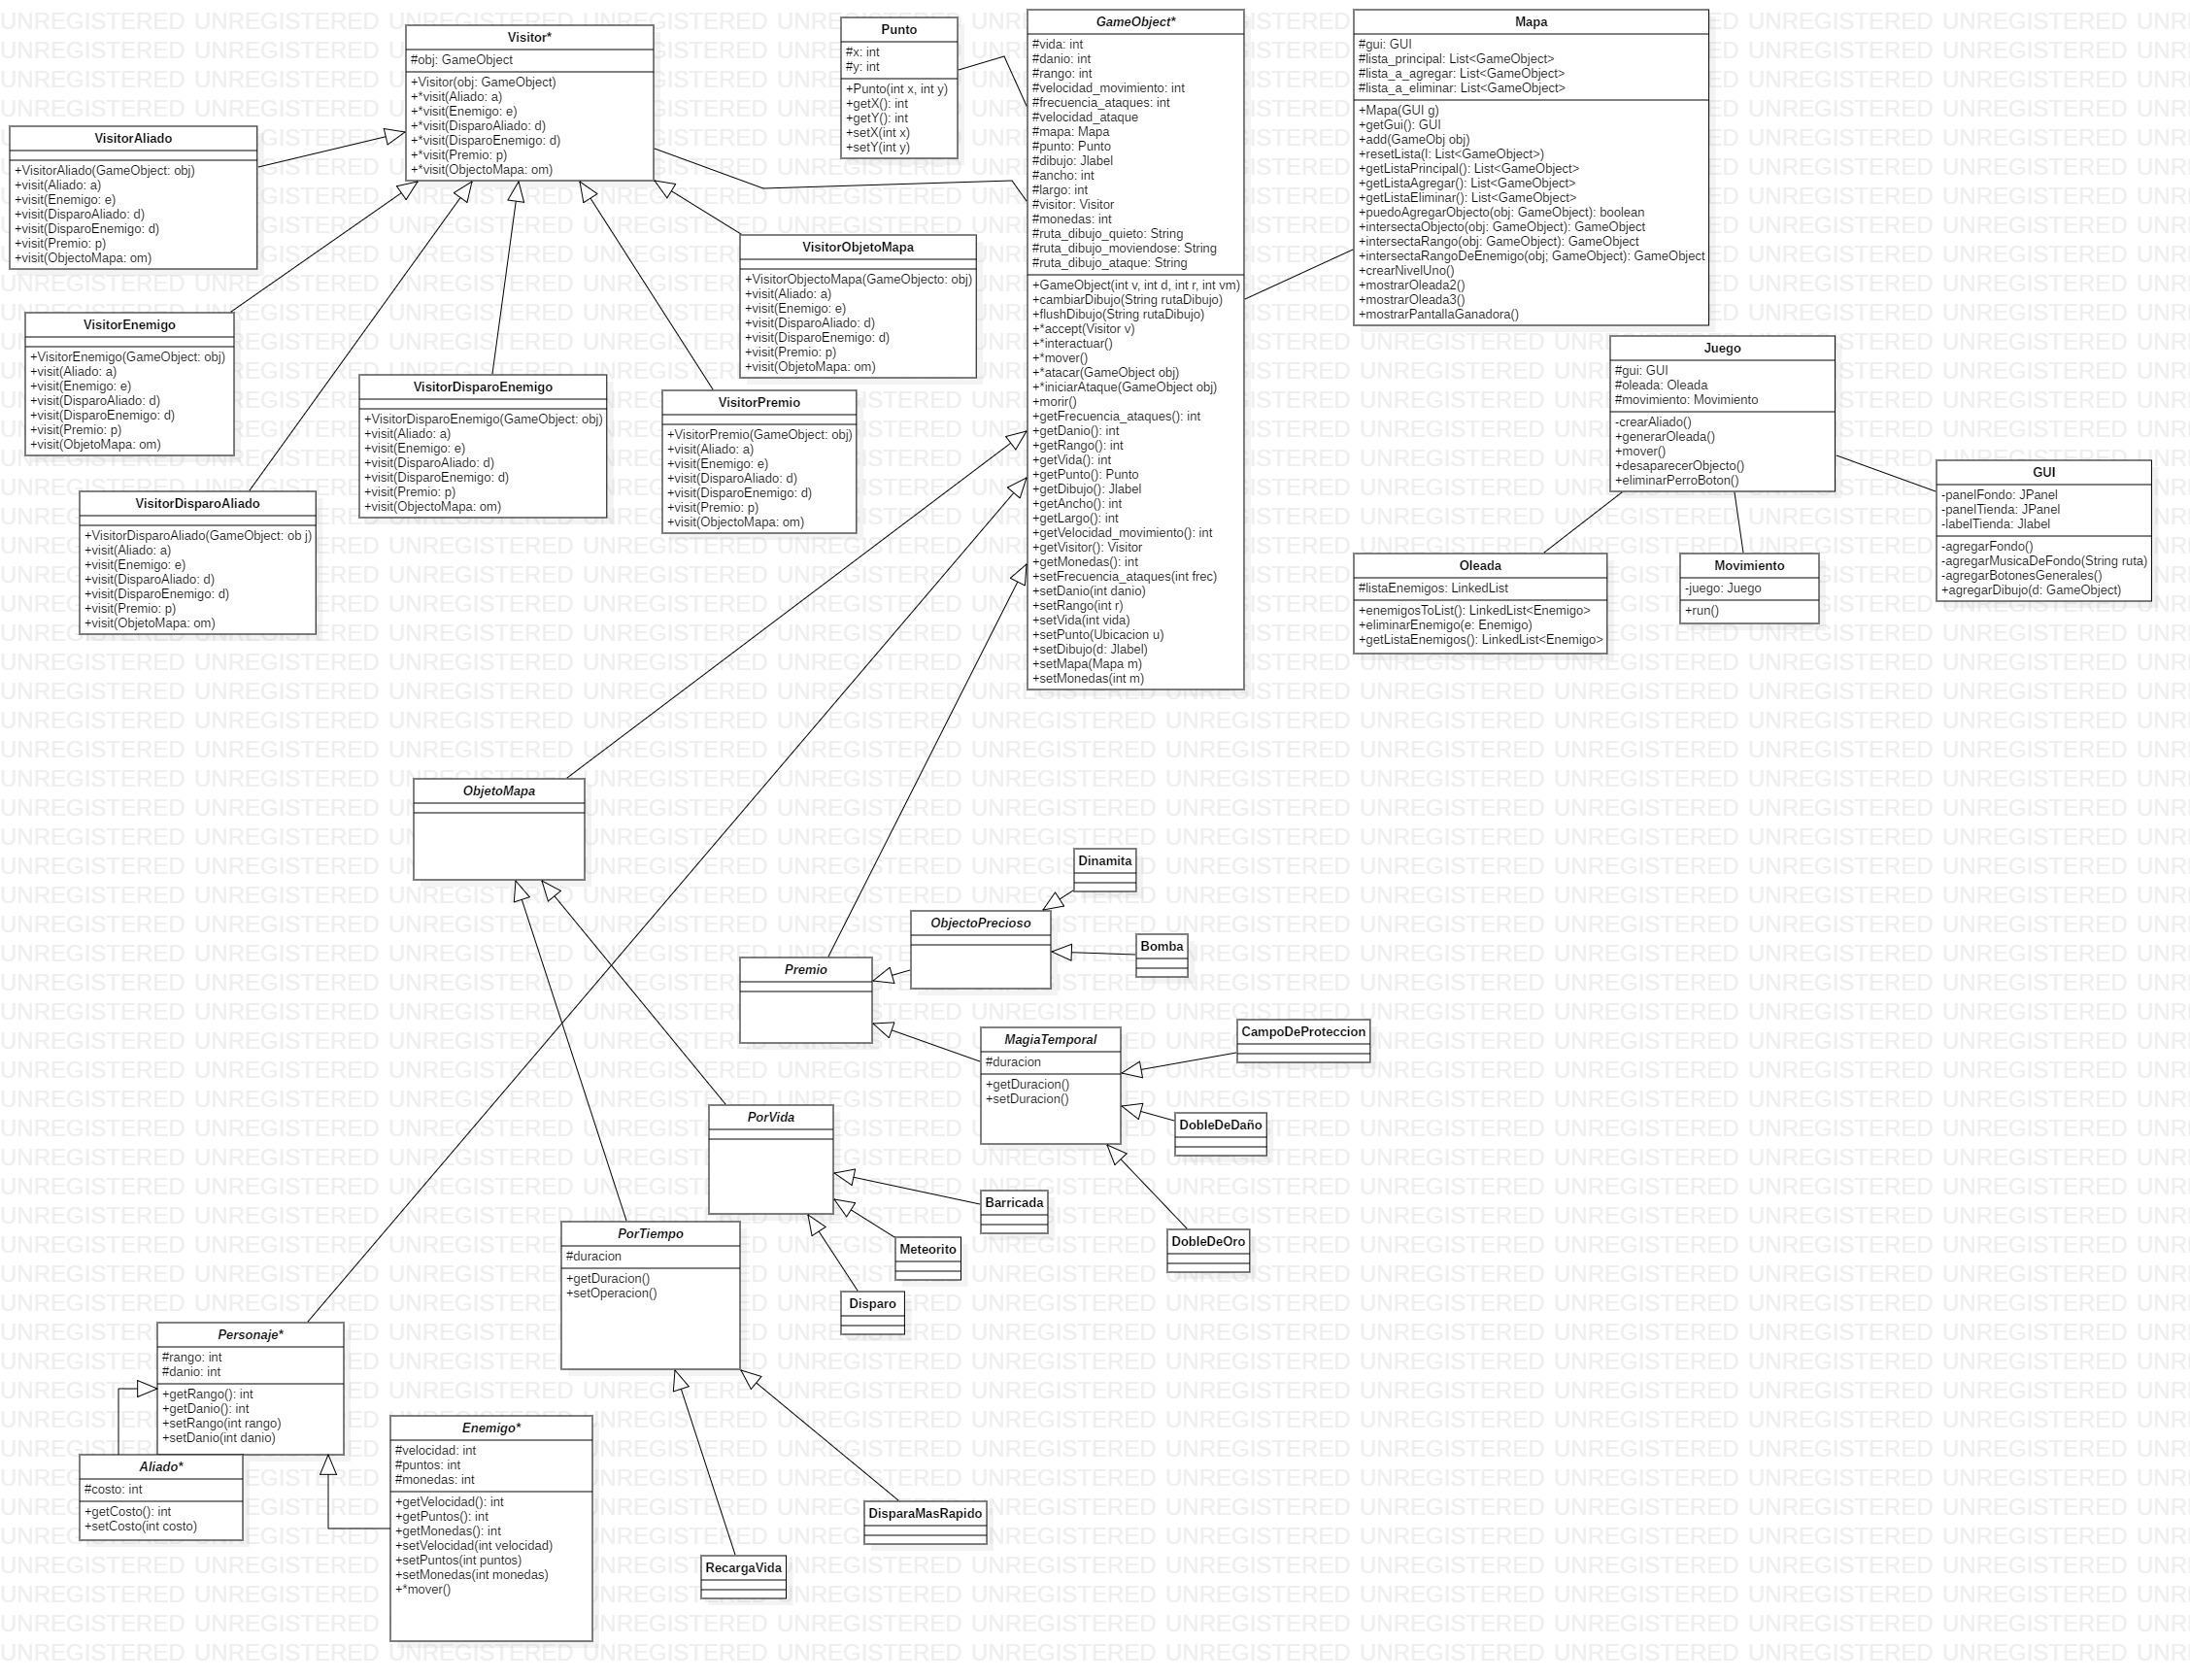 Visitor*
#obj: GameObject
+Visitor(obj: GameObject)
+*visit(Aliado: a)
+*visit(Enemigo: e)
+*visit(DisparoAliado: d)
+*visit(DisparoEnemigo: d)
+*visit(Premio: p)
+*visit(ObjectoMapa: om)
Punto
#x: int
#y: int
+Punto(int x, int y)
+getX(): int
+getY(): int
+setX(int x)
+setY(int y)
GameObject*
#vida: int
#danio: int
#rango: int
#velocidad_movimiento: int
#frecuencia_ataques: int
#velocidad_ataque
#mapa: Mapa
#punto: Punto
#dibujo: Jlabel
#ancho: int
#largo: int
#visitor: Visitor
#monedas: int
#ruta_dibujo_quieto: String
#ruta_dibujo_moviendose: String
#ruta_dibujo_ataque: String
+GameObject(int v, int d, int r, int vm)
+cambiarDibujo(String rutaDibujo)
+flushDibujo(String rutaDibujo)
+*accept(Visitor v)
+*interactuar()
+*mover()
+*atacar(GameObject obj)
+*iniciarAtaque(GameObject obj)
+morir()
+getFrecuencia_ataques(): int
+getDanio(): int
+getRango(): int
+getVida(): int
+getPunto(): Punto
+getDibujo(): Jlabel
+getAncho(): int
+getLargo(): int
+getVelocidad_movimiento(): int
+getVisitor(): Visitor
+getMonedas(): int
+setFrecuencia_ataques(int frec)
+setDanio(int danio)
+setRango(int r)
+setVida(int vida)
+setPunto(Ubicacion u)
+setDibujo(d: Jlabel)
+setMapa(Mapa m)
+setMonedas(int m)
Mapa
#gui: GUI
#lista_principal: List<GameObject>
#lista_a_agregar: List<GameObject>
#lista_a_eliminar: List<GameObject>
+Mapa(GUI g)
+getGui(): GUI
+add(GameObj obj)
+resetLista(l: List<GameObject>)
+getListaPrincipal(): List<GameObject>
+getListaAgregar(): List<GameObject>
+getListaEliminar(): List<GameObject>
+puedoAgregarObjecto(obj: GameObject): boolean
+intersectaObjecto(obj: GameObject): GameObject
+intersectaRango(obj: GameObject): GameObject
+intersectaRangoDeEnemigo(obj; GameObject): GameObject
+crearNivelUno()
+mostrarOleada2()
+mostrarOleada3()
+mostrarPantallaGanadora()
VisitorAliado
+VisitorAliado(GameObject: obj)
+visit(Aliado: a)
+visit(Enemigo: e)
+visit(DisparoAliado: d)
+visit(DisparoEnemigo: d)
+visit(Premio: p)
+visit(ObjectoMapa: om)
VisitorObjetoMapa
+VisitorObjectoMapa(GameObjecto: obj)
+visit(Aliado: a)
+visit(Enemigo: e)
+visit(DisparoAliado: d)
+visit(DisparoEnemigo: d)
+visit(Premio: p)
+visit(ObjetoMapa: om)
VisitorEnemigo
+VisitorEnemigo(GameObject: obj)
+visit(Aliado: a)
+visit(Enemigo: e)
+visit(DisparoAliado: d)
+visit(DisparoEnemigo: d)
+visit(Premio: p)
+visit(ObjetoMapa: om)
VisitorDisparoEnemigo
+VisitorDisparoEnemigo(GameObject: obj)
+visit(Aliado: a)
+visit(Enemigo: e)
+visit(DisparoAliado: d)
+visit(DisparoEnemigo: d)
+visit(Premio: p)
+visit(ObjectoMapa: om)
VisitorPremio
+VisitorPremio(GameObject: obj)
+visit(Aliado: a)
+visit(Enemigo: e)
+visit(DisparoAliado: d)
+visit(DisparoEnemigo: d)
+visit(Premio: p)
+visit(ObjectoMapa: om)
VisitorDisparoAliado
+VisitorDisparoAliado(GameObject: ob j)
+visit(Aliado: a)
+visit(Enemigo: e)
+visit(DisparoAliado: d)
+visit(DisparoEnemigo: d)
+visit(Premio: p)
+visit(ObjetoMapa: om)
Juego
#gui: GUI
#oleada: Oleada
#movimiento: Movimiento
-crearAliado()
+generarOleada()
+mover()
+desaparecerObjecto()
+eliminarPerroBoton()
GUI
-panelFondo: JPanel
-panelTienda: JPanel
-labelTienda: Jlabel
-agregarFondo()
-agregarMusicaDeFondo(String ruta)
-agregarBotonesGenerales()
+agregarDibujo(d: GameObject)
Oleada
#listaEnemigos: LinkedList
+enemigosToList(): LinkedList<Enemigo>
+eliminarEnemigo(e: Enemigo)
+getListaEnemigos(): LinkedList<Enemigo>
Movimiento
-juego: Juego
+run()
ObjetoMapa
Dinamita
ObjectoPrecioso
Bomba
Premio
MagiaTemporal
#duracion
+getDuracion()
+setDuracion()
CampoDeProteccion
DobleDeDaño
DobleDeOro
PorVida
Barricada
Meteorito
Disparo
PorTiempo
#duracion
+getDuracion()
+setOperacion()
Personaje*
#rango: int
#danio: int
+getRango(): int
+getDanio(): int
+setRango(int rango)
+setDanio(int danio)
Aliado*
#costo: int
+getCosto(): int
+setCosto(int costo)
Enemigo*
#velocidad: int
#puntos: int
#monedas: int
+getVelocidad(): int
+getPuntos(): int
+getMonedas(): int
+setVelocidad(int velocidad)
+setPuntos(int puntos)
+setMonedas(int monedas)
+*mover()
DisparaMasRapido
RecargaVida
UNREGISTERED